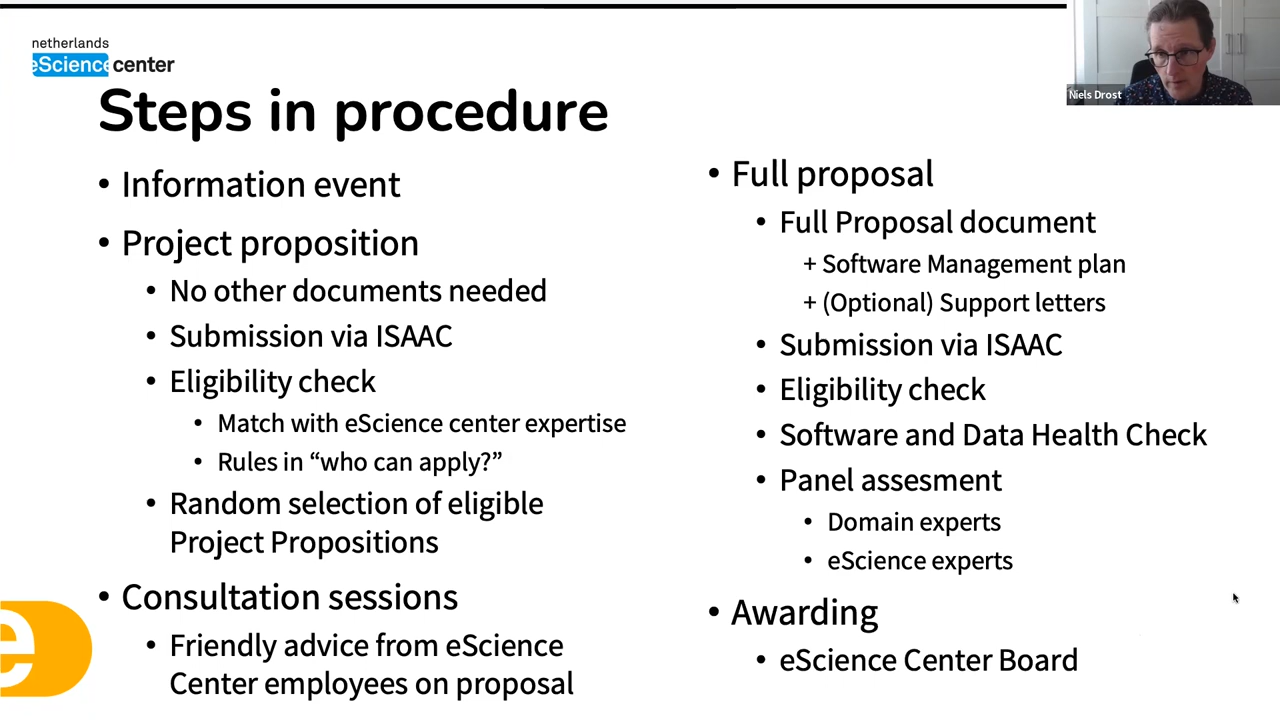 netherlands
eScience center
Steps in procedure
• Information event
• Project proposition
• No other documents needed
• Submission via ISAAC
• Eligibility check
• Match with eScience center expertise
• Rules in “who can apply?”
• Random selection of eligible
Project Propositions
• Consultation sessions
• Friendly advice from eScience
Center employees on proposal
• Full proposal
• Full Proposal document
+ Software Management plan
+ (Optional) Support letters
• Submission via ISAAC
• Eligibility check
• Software and Data Health Check
• Panel assesment
• Domain experts
• eScience experts
• Awarding
• eScience Center Board
Niels Drost
e